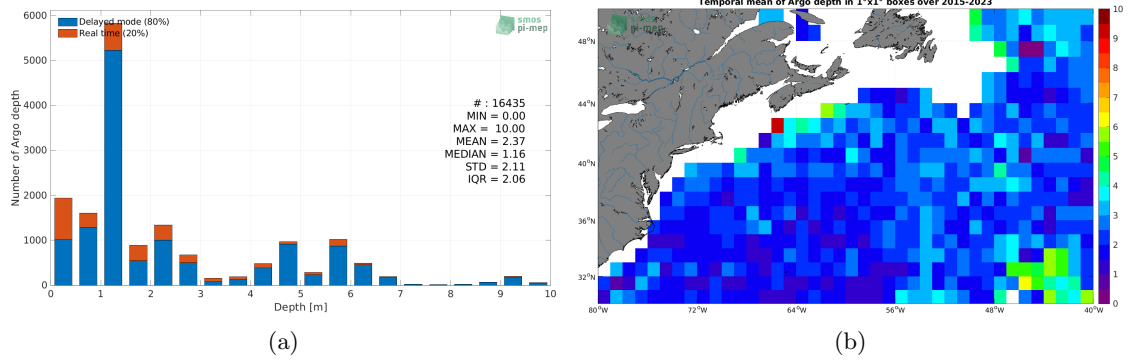 Delayed mode (80%)
Real time (20%)
smos
pi-mep
# : 16435
MIN = 0.00
MAX = 10.00
MEAN = 2.37
MEDIAN = 1.16
STD = 2.11
IQR = 2.06
Number of Argo depth
6000
5000
4000
3000
2000
1000
0
0 1 2 3 4 5 6 7 8 9 10
Depth [m]
(a)
Temporal mean of Argo depth in 1°x1° boxes over 2015-2023
smos
pi-mep
48°N
44°N
40°N
36°N
32°N
80°W 72°W 64°W 56°W 48°W 40°W
10
9
8
7
6
5
4
3
2
1
0
(b)